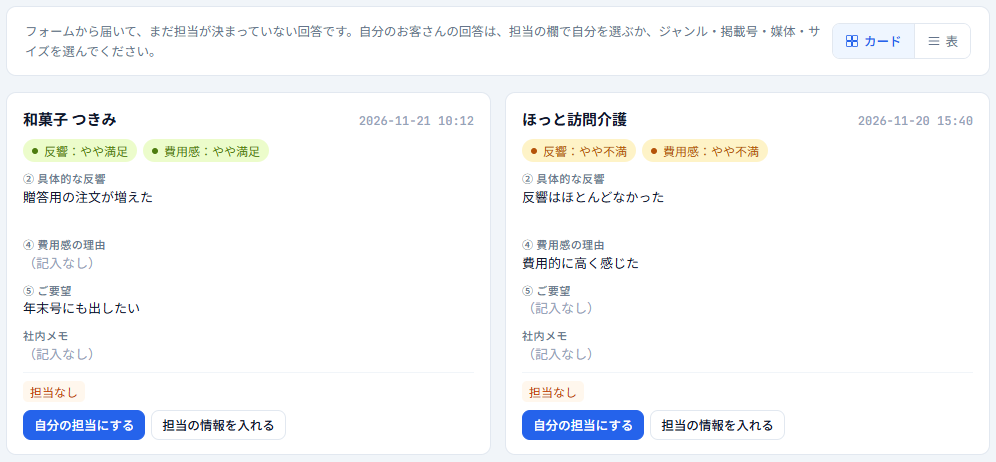 フォームから届いて、まだ担当が決まっていない回答です。自分のお客さんの回答は、担当の欄で自分を選ぶか、ジャンル・掲載号・媒体・サ
イズを選んでください。
カード
表
和菓子 つきみ
2026-11-21 10:12
反響：やや満足
費用感：やや満足
② 具体的な反響
贈答用の注文が増えた
④ 費用感の理由
（記入なし）
⑤ ご要望
年末号にも出したい
社内メモ
（記入なし）
担当なし
自分の担当にする
担当の情報を入れる
ほっと訪問介護
2026-11-20 15:40
反響：やや不満
費用感：やや不満
② 具体的な反響
反響はほとんどなかった
④ 費用感の理由
費用的に高く感じた
⑤ ご要望
（記入なし）
社内メモ
（記入なし）
担当なし
自分の担当にする
担当の情報を入れる